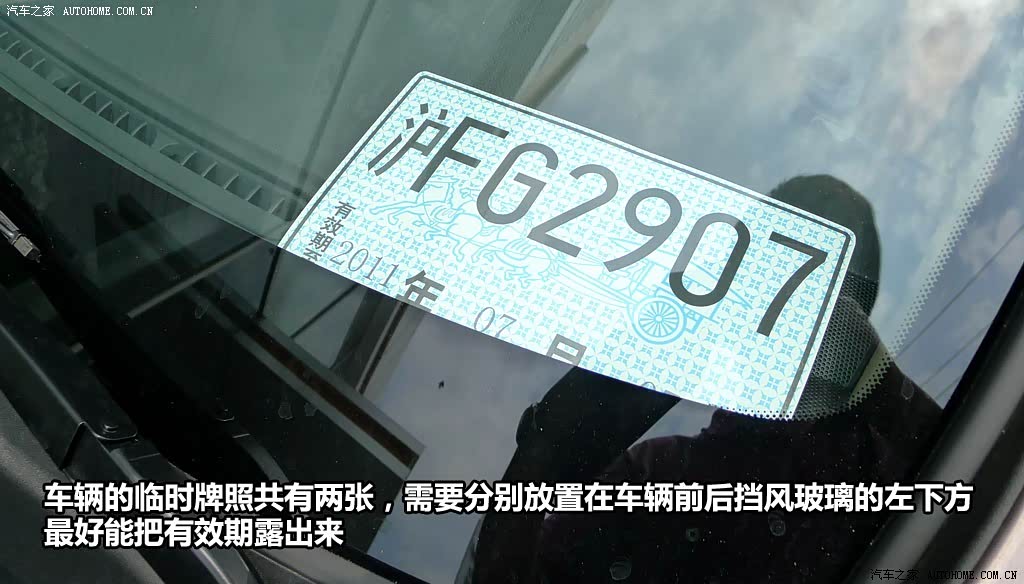 汽车之家 AUTOHOME.COM.CN
沪FG2907
有效期至 2011年 07月
车辆的临时牌照共有两张，需要分别放置在车辆前后挡风玻璃的左下方
最好能把有效期露出来
汽车之家 AUTOHOME.COM.CN